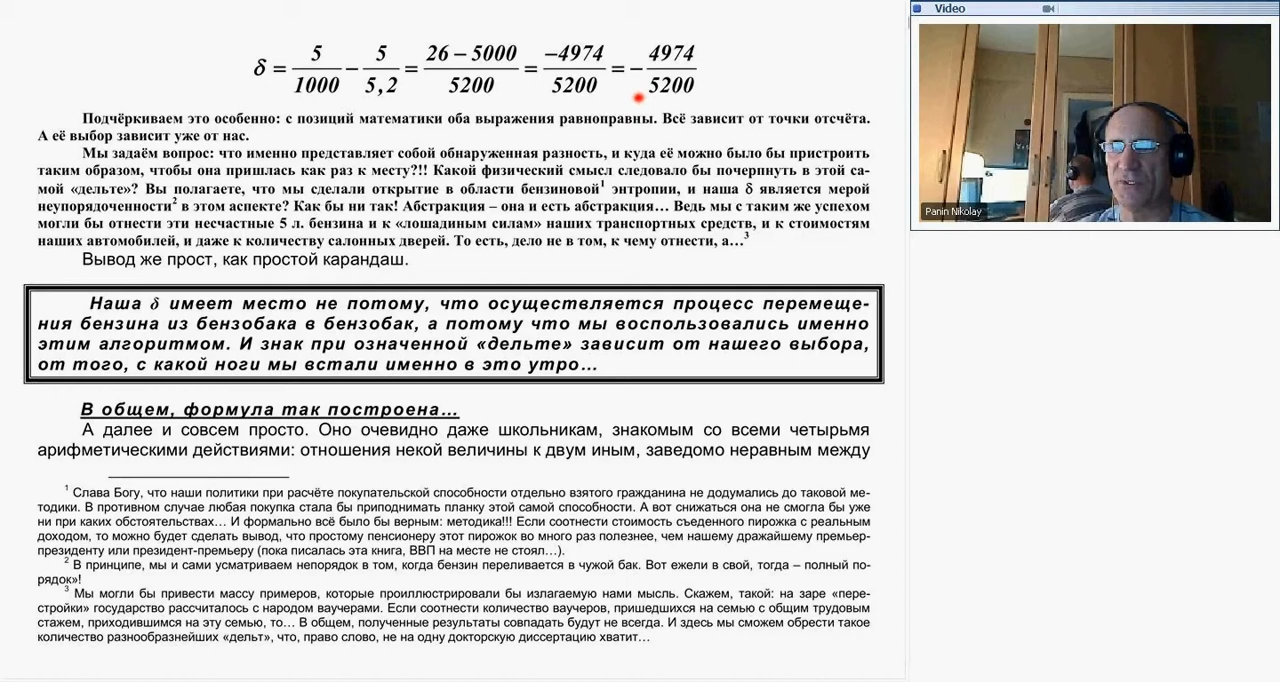 δ = 5/1000 − 5/5,2 = 26 − 5000/5200 = −4974/5200 = − 4974/5200
Подчёркиваем это особенно: с позиций математики оба выражения равноправны. Всё зависит от точки отсчёта.
А её выбор зависит уже от нас.
Мы задаём вопрос: что именно представляет собой обнаруженная разность, и куда её можно было бы пристроить
таким образом, чтобы она пришлась как раз к месту?!! Какой физический смысл следовало бы почерпнуть в этой са-
мой «дельте»? Вы полагаете, что мы сделали открытие в области бензиновой1 энтропии, и наша δ является мерой
неупорядоченности2 в этом аспекте? Как бы ни так! Абстракция – она и есть абстракция… Ведь мы с таким же успехом
могли бы отнести эти несчастные 5 л. бензина и к «лошадиным силам» наших транспортных средств, и к стоимостям
наших автомобилей, и даже к количеству салонных дверей. То есть, дело не в том, к чему отнести, а…3
Вывод же прост, как простой карандаш.
Наша δ имеет место не потому, что осуществляется процесс перемеще-
ния бензина из бензобака в бензобак, а потому что мы воспользовались именно
этим алгоритмом. И знак при означенной «дельте» зависит от нашего выбора,
от того, с какой ноги мы встали именно в это утро…
В общем, формула так построена…
А далее и совсем просто. Оно очевидно даже школьникам, знакомым со всеми четырьмя
арифметическими действиями: отношения некой величины к двум иным, заведомо неравным между
1 Слава Богу, что наши политики при расчёте покупательской способности отдельно взятого гражданина не додумались до таковой ме-
тодики. В противном случае любая покупка стала бы приподнимать планку этой самой способности. А вот снижаться она не смогла бы уже
ни при каких обстоятельствах… И формально всё было бы верным: методика!!! Если соотнести стоимость съеденного пирожка с реальным
доходом, то можно будет сделать вывод, что простому пенсионеру этот пирожок во много раз полезнее, чем нашему дражайшему премьер-
президенту или президент-премьеру (пока писалась эта книга, ВВП на месте не стоял…).
2 В принципе, мы и сами усматриваем непорядок в том, когда бензин переливается в чужой бак. Вот ежели в свой, тогда – полный по-
рядок»!
3 Мы могли бы привести массу примеров, которые проиллюстрировали бы излагаемую нами мысль. Скажем, такой: на заре «пере-
стройки» государство рассчиталось с народом ваучерами. Если соотнести количество ваучеров, пришедшихся на семью с общим трудовым
стажем, приходившимся на эту семью, то… В общем, полученные результаты совпадать будут не всегда. И здесь мы сможем обрести такое
количество разнообразнейших «дельт», что, право слово, не на одну докторскую диссертацию хватит…
Video
Panin Nikolay